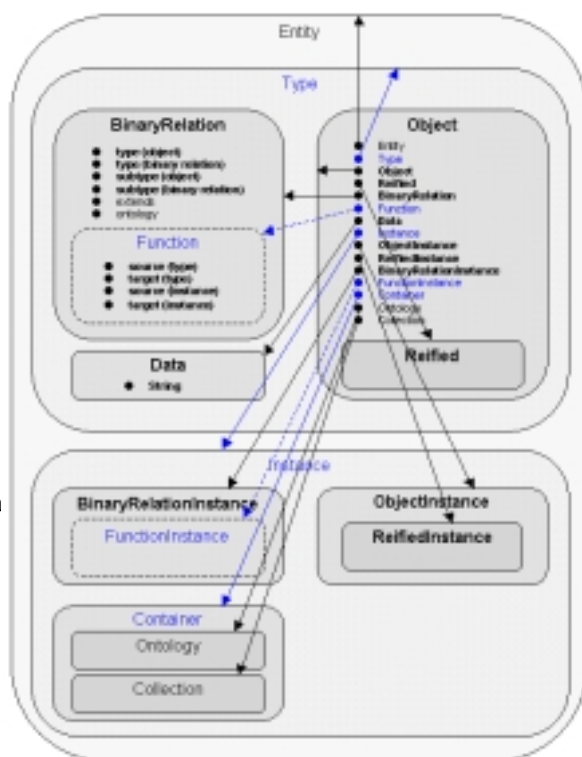 Entity
Type
BinaryRelation
type (object)
type (binary relation)
subtype (object)
subtype (binary relation)
extends
ontology
Function
source (type)
target (type)
source (instance)
target (instance)
Data
String
Object
Entity
Type
Object
Reified
BinaryRelation
Function
Data
Instance
ObjectInstance
ReifiedInstance
BinaryRelationInstance
FunctionInstance
Container
Ontology
Collection
Reified
Instance
BinaryRelationInstance
FunctionInstance
ObjectInstance
ReifiedInstance
Container
Ontology
Collection